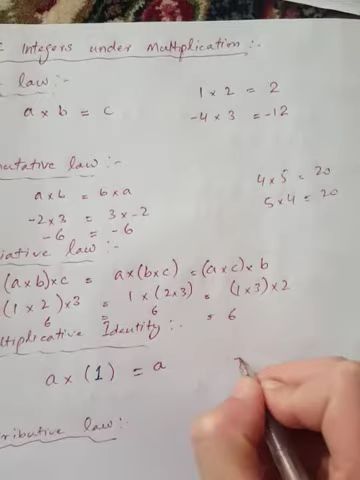 Integers under Multiplication :-
law :-
a × b = c
1 × 2 = 2
-4 × 3 = -12
mutative law :-
a × b = b × a
-2 × 3 = 3 × -2
-6 = -6
4 × 5 = 20
5 × 4 = 20
iative law :-
(a × b) × c = a × (b × c) = (a × c) × b
(1 × 2) × 3 = 1 × (2 × 3) = (1 × 3) × 2
6 = 6 = 6
ultiplicative Identity :-
a × (1) = a
ributive law :-